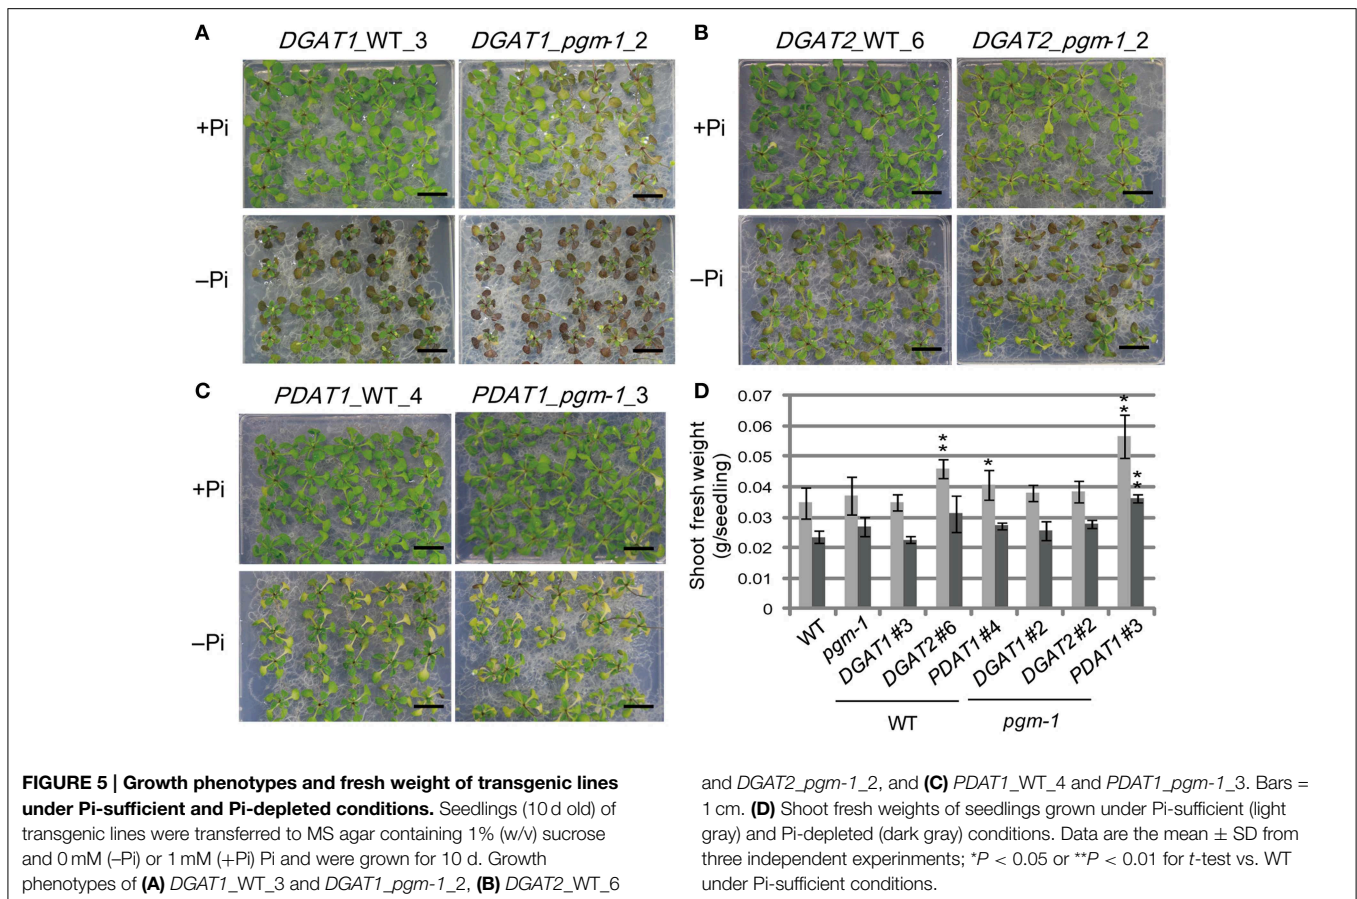 A
DGAT1_WT_3
DGAT1_pgm-1_2
B
DGAT2_WT_6
DGAT2_pgm-1_2
+Pi
+Pi
–Pi
–Pi
C
PDAT1_WT_4
PDAT1_pgm-1_3
+Pi
–Pi
D
Shoot fresh weight
(g/seedling)
0.07
0.06
0.05
0.04
0.03
0.02
0.01
0
**
*
**
**
WT
pgm-1
DGAT1 #3
DGAT2 #6
PDAT1 #4
DGAT1 #2
DGAT2 #2
PDAT1 #3
WT
pgm-1
FIGURE 5 | Growth phenotypes and fresh weight of transgenic lines
under Pi-sufficient and Pi-depleted conditions. Seedlings (10 d old) of
transgenic lines were transferred to MS agar containing 1% (w/v) sucrose
and 0 mM (–Pi) or 1 mM (+Pi) Pi and were grown for 10 d. Growth
phenotypes of (A) DGAT1_WT_3 and DGAT1_pgm-1_2, (B) DGAT2_WT_6
and DGAT2_pgm-1_2, and (C) PDAT1_WT_4 and PDAT1_pgm-1_3. Bars =
1 cm. (D) Shoot fresh weights of seedlings grown under Pi-sufficient (light
gray) and Pi-depleted (dark gray) conditions. Data are the mean ± SD from
three independent experinments; *P < 0.05 or **P < 0.01 for t-test vs. WT
under Pi-sufficient conditions.